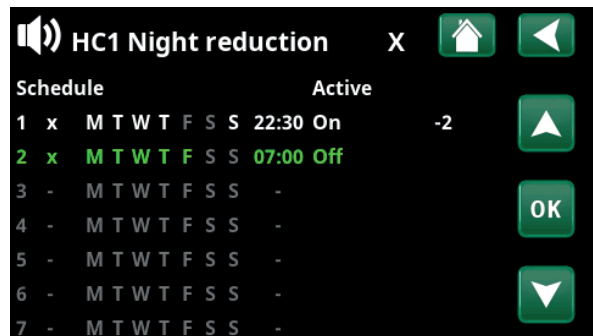 HC1 Night reduction X
Schedule Active
1 x M T W T F S S 22:30 On -2
2 x M T W T F S S 07:00 Off
3 - M T W T F S S -
OK
4 - M T W T F S S -
5 - M T W T F S S -
6 - M T W T F S S -
7 - M T W T F S S